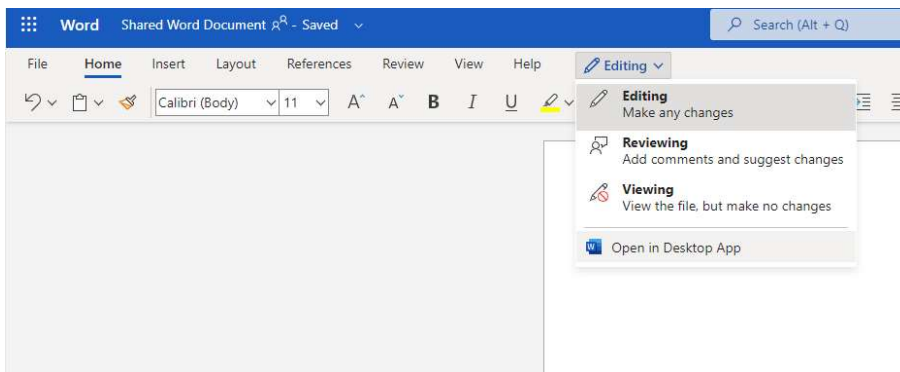 Word Shared Word Document - Saved Search (Alt + Q)
File Home Insert Layout References Review View Help Editing
Calibri (Body) 11 A^ A˅ B I U
Editing
Make any changes
Reviewing
Add comments and suggest changes
Viewing
View the file, but make no changes
W Open in Desktop App